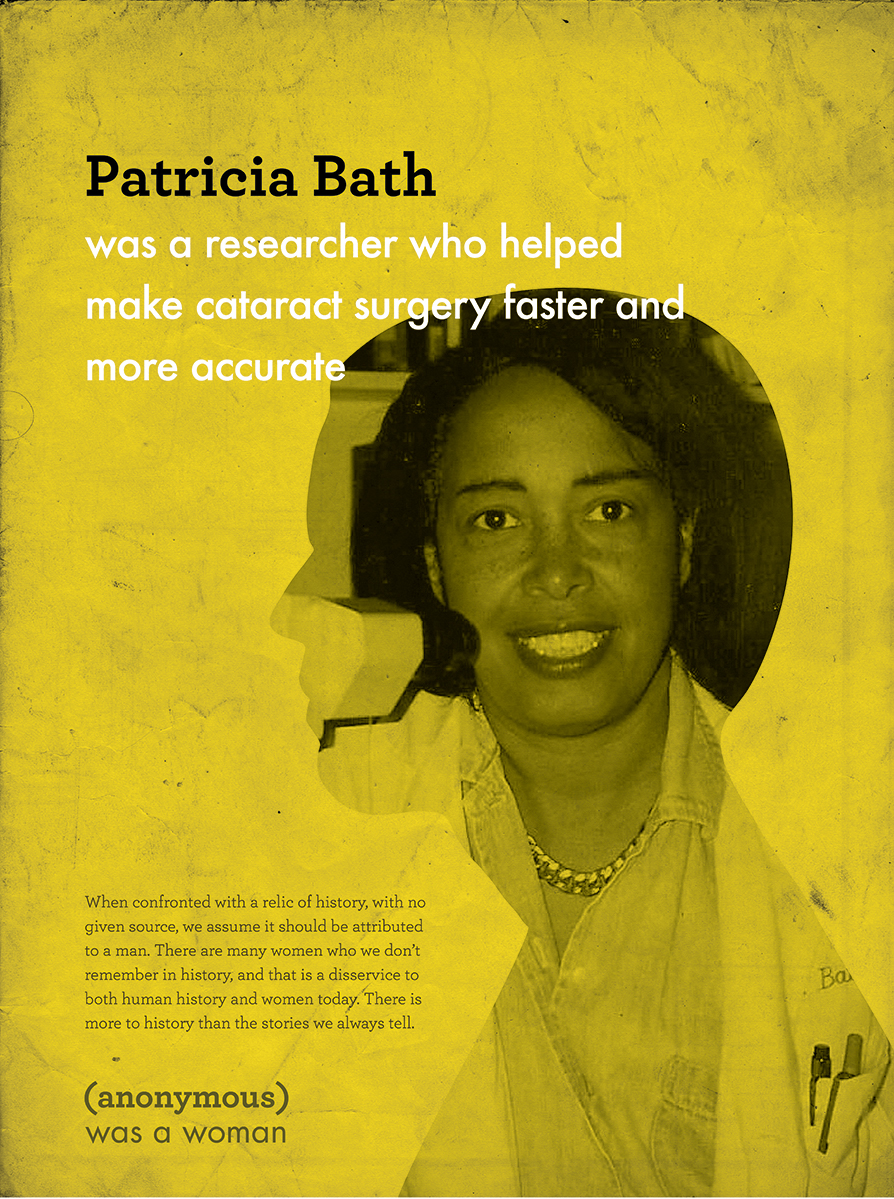 Patricia Bath
was a researcher who helped
make cataract surgery faster and
more accurate
When confronted with a relic of history, with no
given source, we assume it should be attributed
to a man. There are many women who we don't
remember in history, and that is a disservice to
both human history and women today. There is
more to history than the stories we always tell.
Ba
(anonymous)
was a woman